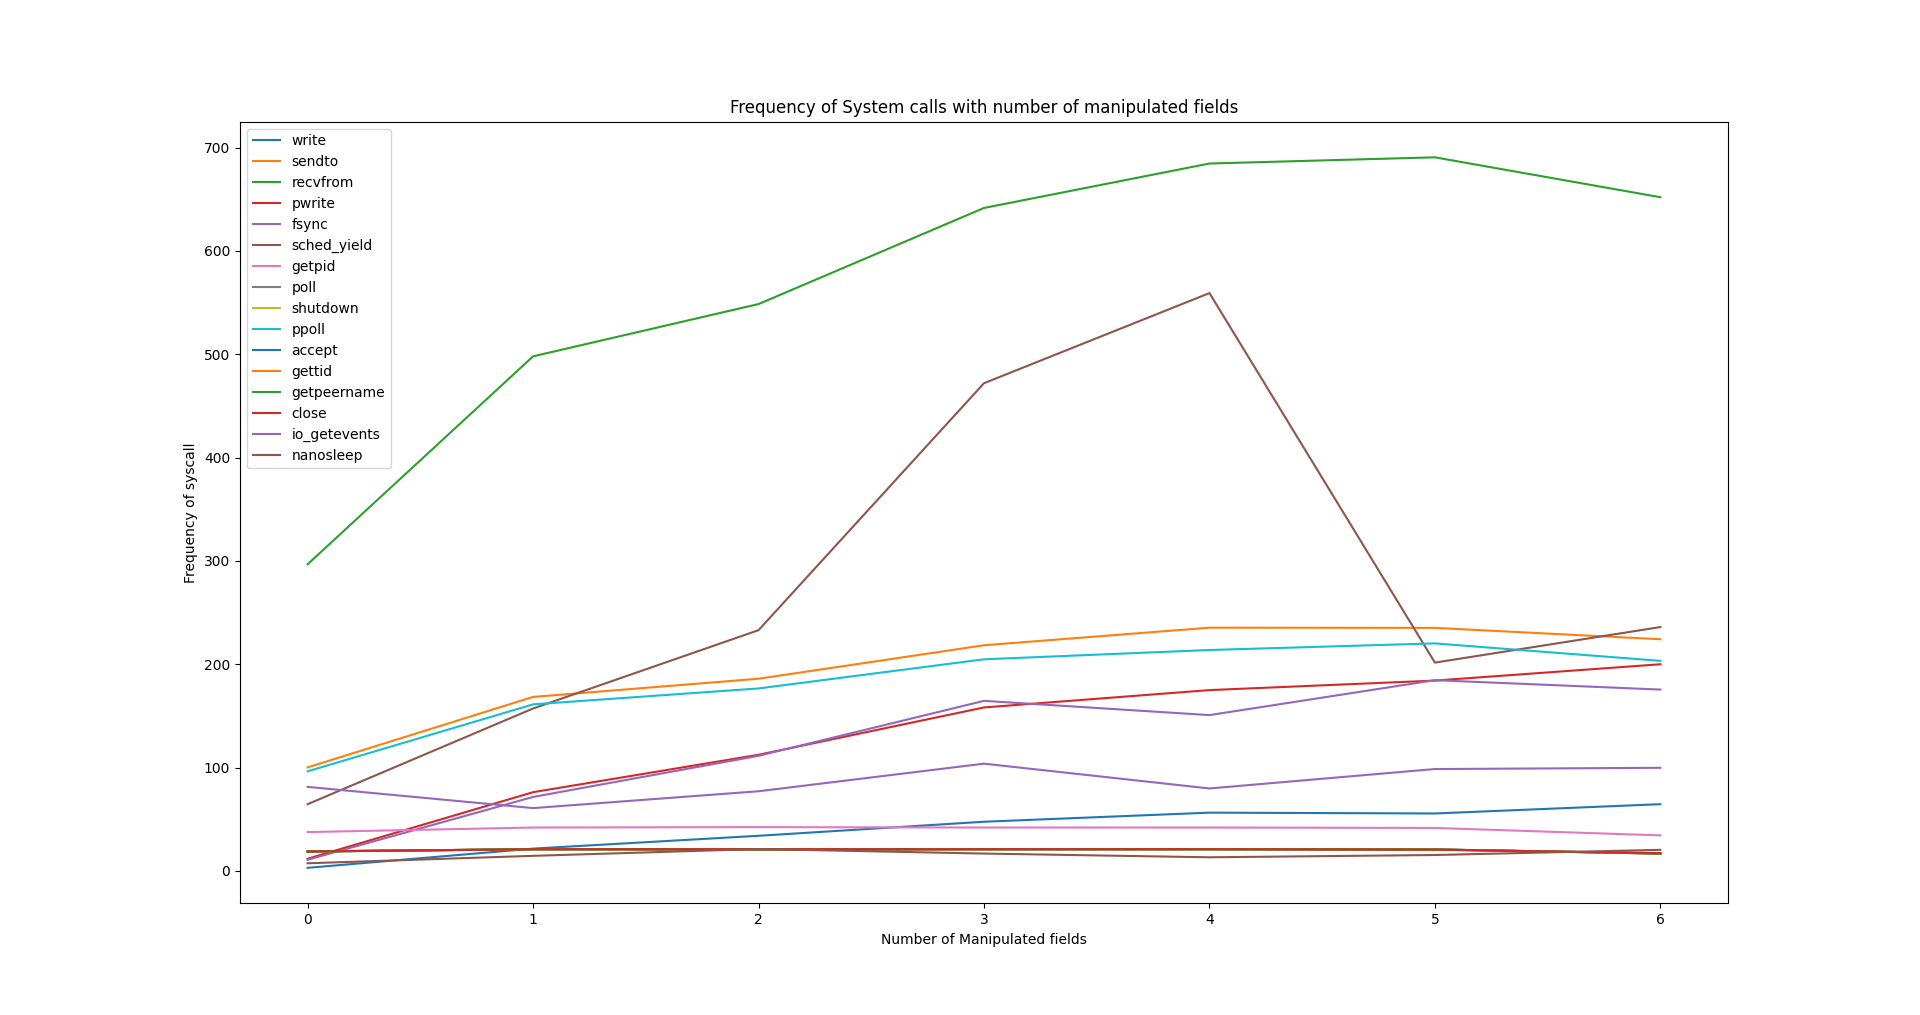 Frequency of System calls with number of manipulated fields
write
sendto
recvfrom
pwrite
fsync
sched_yield
getpid
poll
shutdown
ppoll
accept
gettid
getpeername
close
io_getevents
nanosleep
Frequency of syscall
700
600
500
400
300
200
100
0
0 1 2 3 4 5 6
Number of Manipulated fields